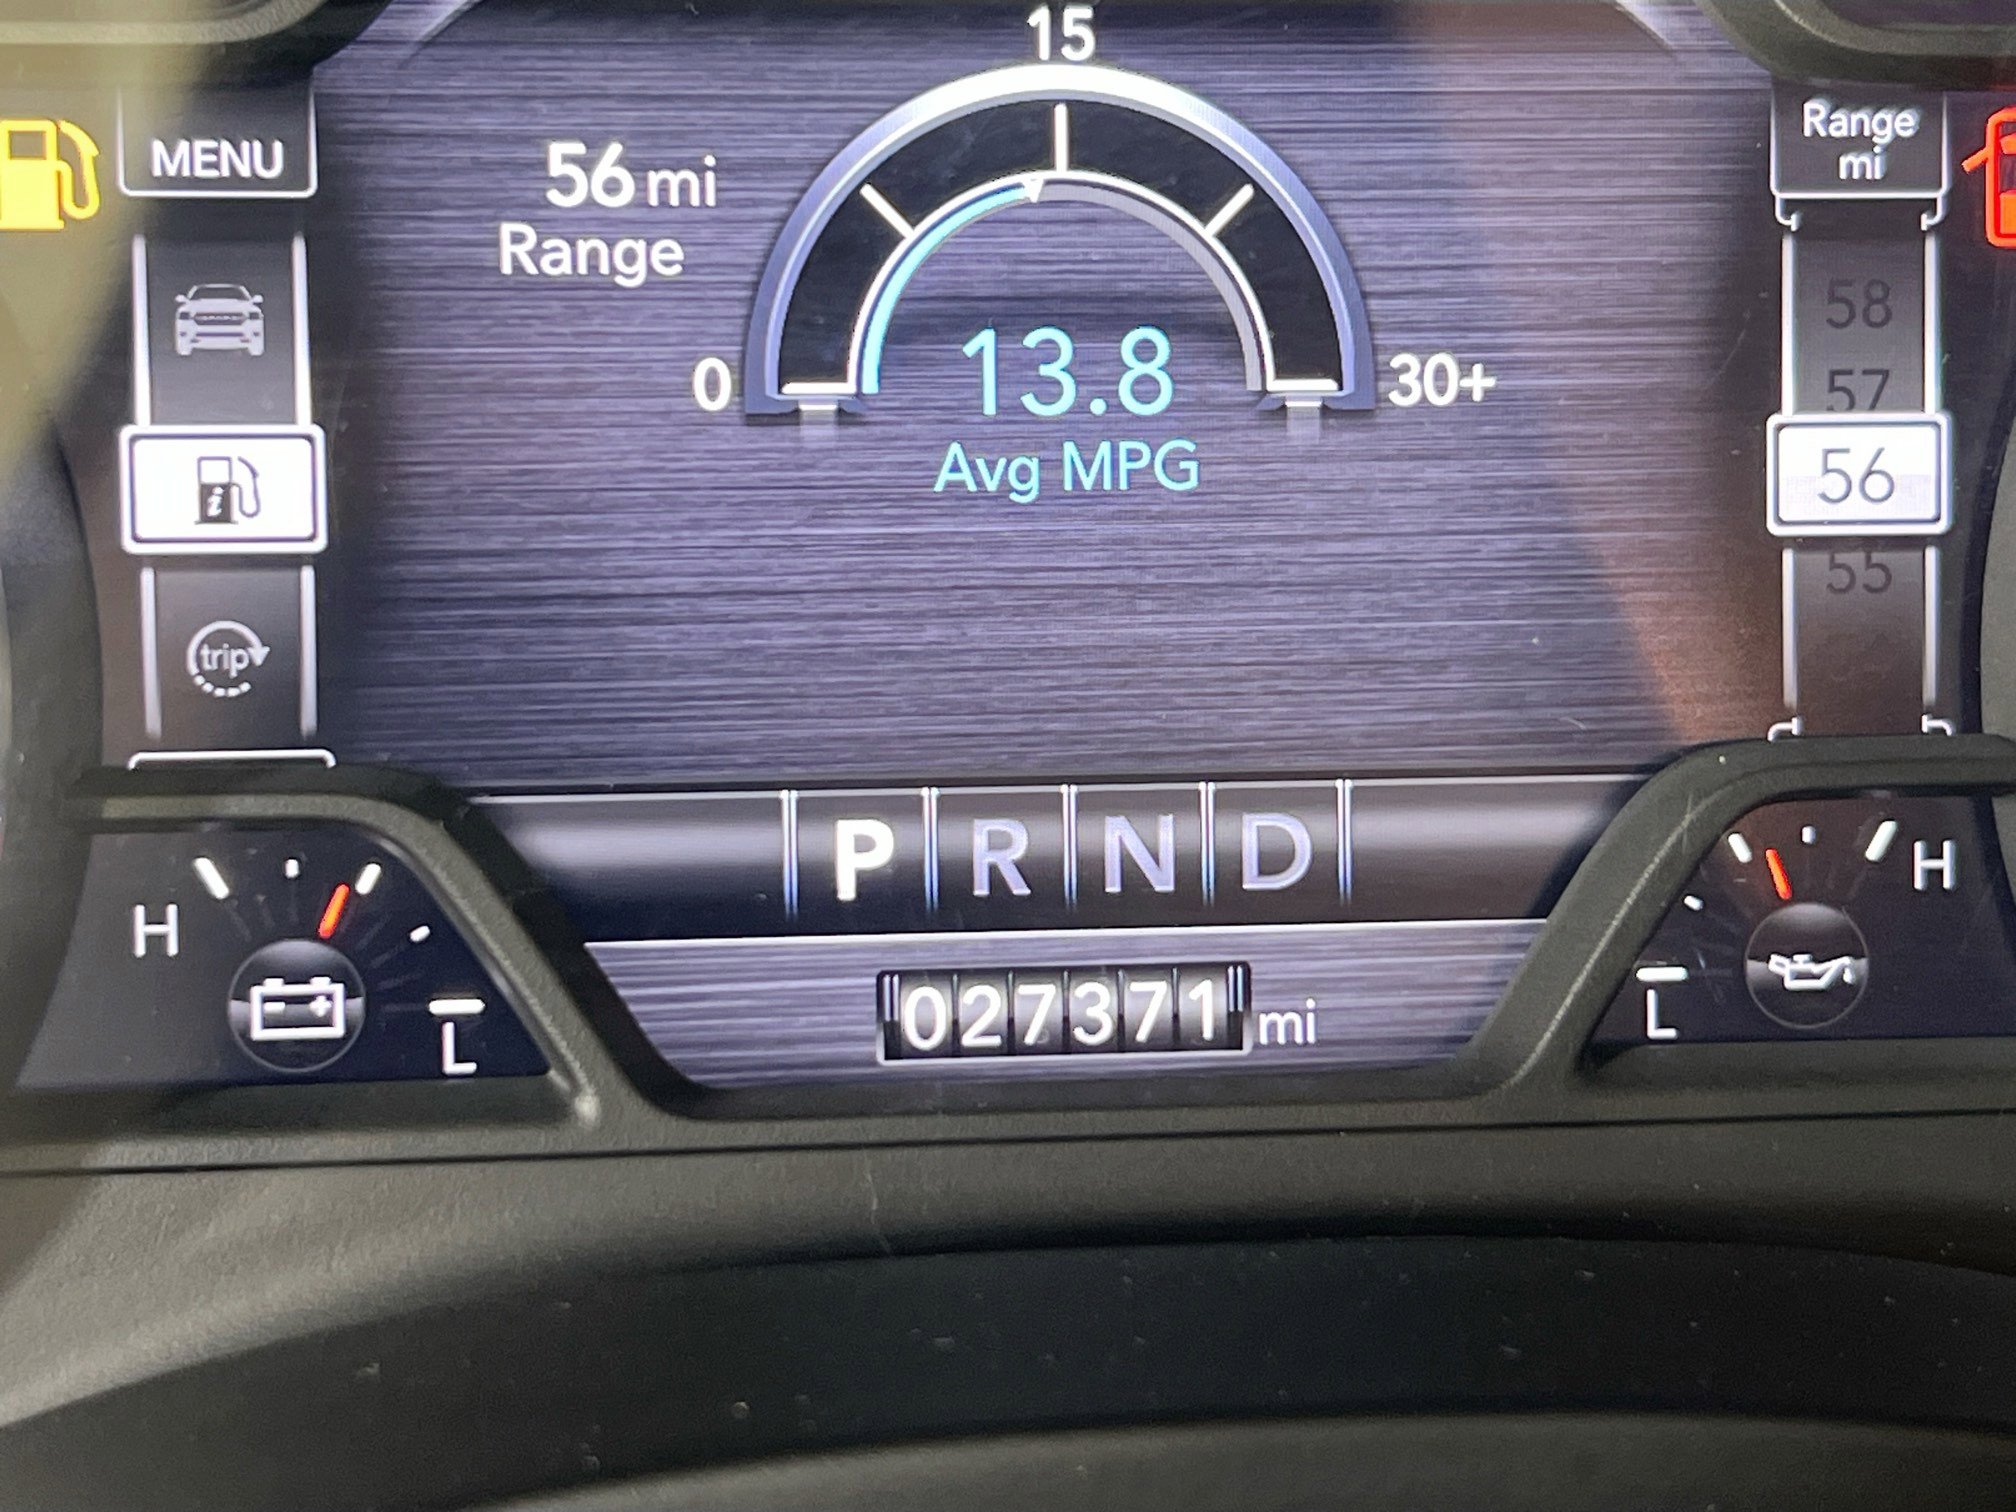 15
MENU
Range
mi
56 mi
Range
58
57
0
13.8
30+
Avg MPG
56
i
55
trip
P R N D
H
H
L
L
027371 mi